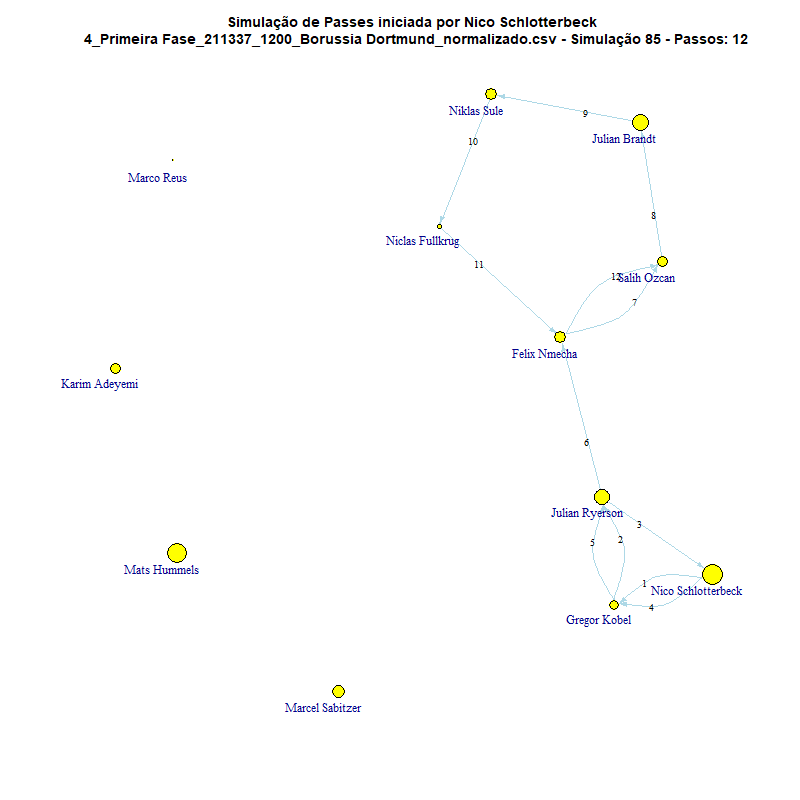 Simulação de Passes iniciada por Nico Schlotterbeck
4_Primeira Fase_211337_1200_Borussia Dortmund_normalizado.csv - Simulação 85 - Passos: 12
Niklas Sule
9
Julian Brandt
10
Marco Reus
8
Niclas Fullkrug
11
12
Salih Ozcan
7
Felix Nmecha
Karim Adeyemi
6
Julian Ryerson
3
5
2
Mats Hummels
1
Nico Schlotterbeck
4
Gregor Kobel
Marcel Sabitzer